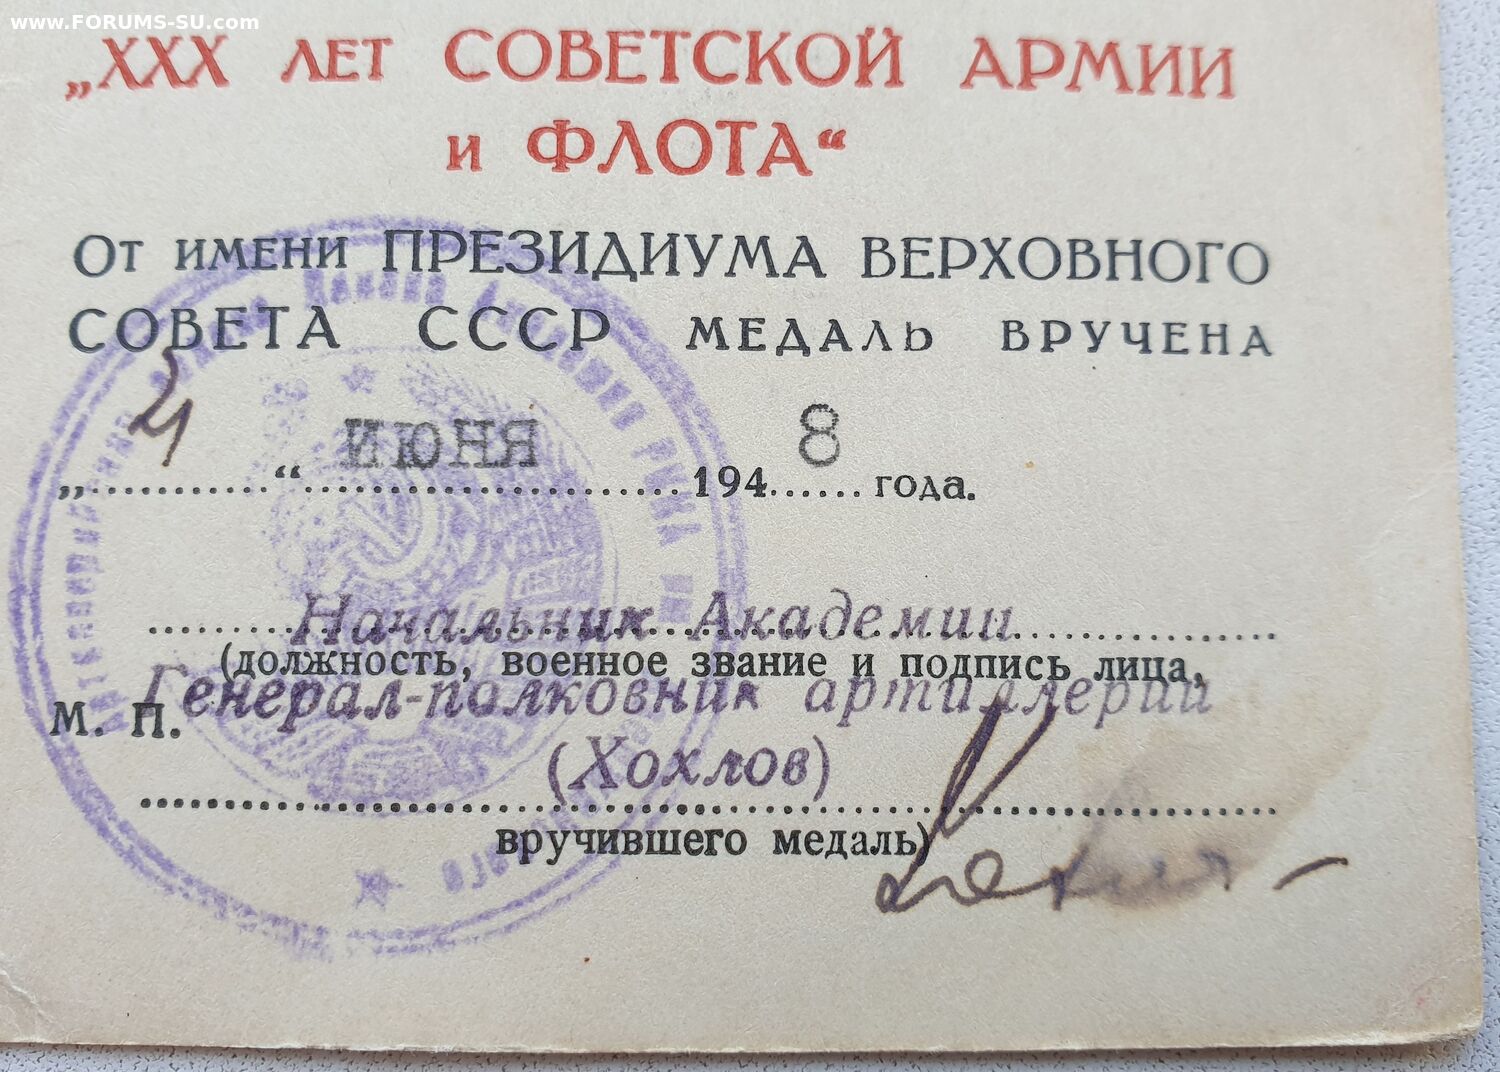 www.FORUMS-SU.com
„XXX ЛЕТ СОВЕТСКОЙ АРМИИ
и ФЛОТА“
От имени ПРЕЗИДИУМА ВЕРХОВНОГО
СОВЕТА СССР МЕДАЛЬ ВРУЧЕНА
„ 4 “ ИЮНЯ 194 8 года.
Начальник Академии
(должность, военное звание и подпись лица,
Генерал-полковник артиллерии
М. П.
(Хохлов)
вручившего медаль)